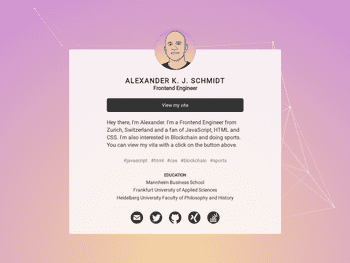 ALEXANDER K. J. SCHMIDT
Frontend Engineer
View my vita
Hey there, I'm Alexander. I'm a Frontend Engineer from
Zurich, Switzerland and a fan of JavaScript, HTML and
CSS. I'm also interested in Blockchain and doing sports.
You can view my vita with a click on the button above.
#javascript #html #css #blockchain #sports
EDUCATION
Mannheim Business School
Frankfurt University of Applied Sciences
Heidelberg University Faculty of Philosophy and History